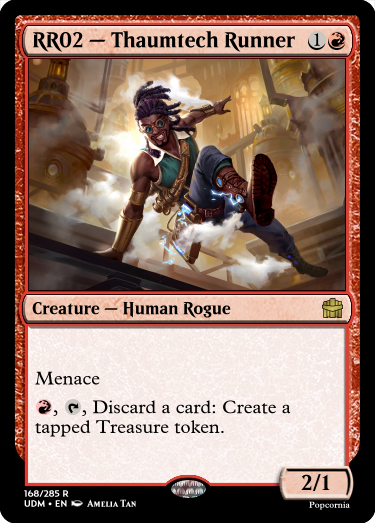 RR02 — Thaumtech Runner 1
Creature — Human Rogue
Menace
, , Discard a card: Create a
tapped Treasure token.
2/1
168/285 R
UDM • EN Amelia Tan
Popcornia